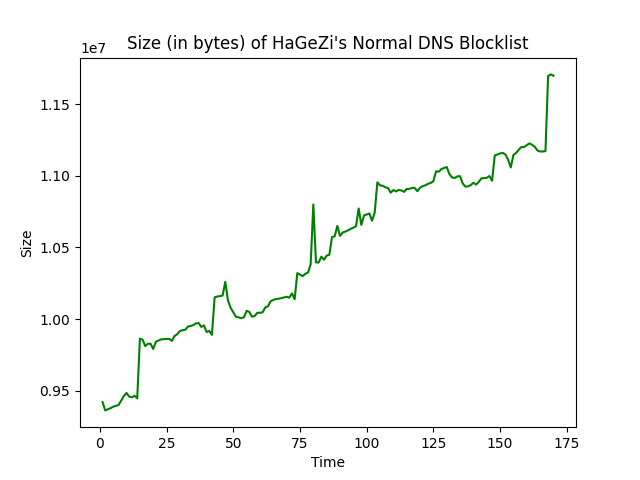 Size (in bytes) of HaGeZi's Normal DNS Blocklist
1e7
1.15
1.10
1.05
1.00
0.95
Size
0 25 50 75 100 125 150 175
Time